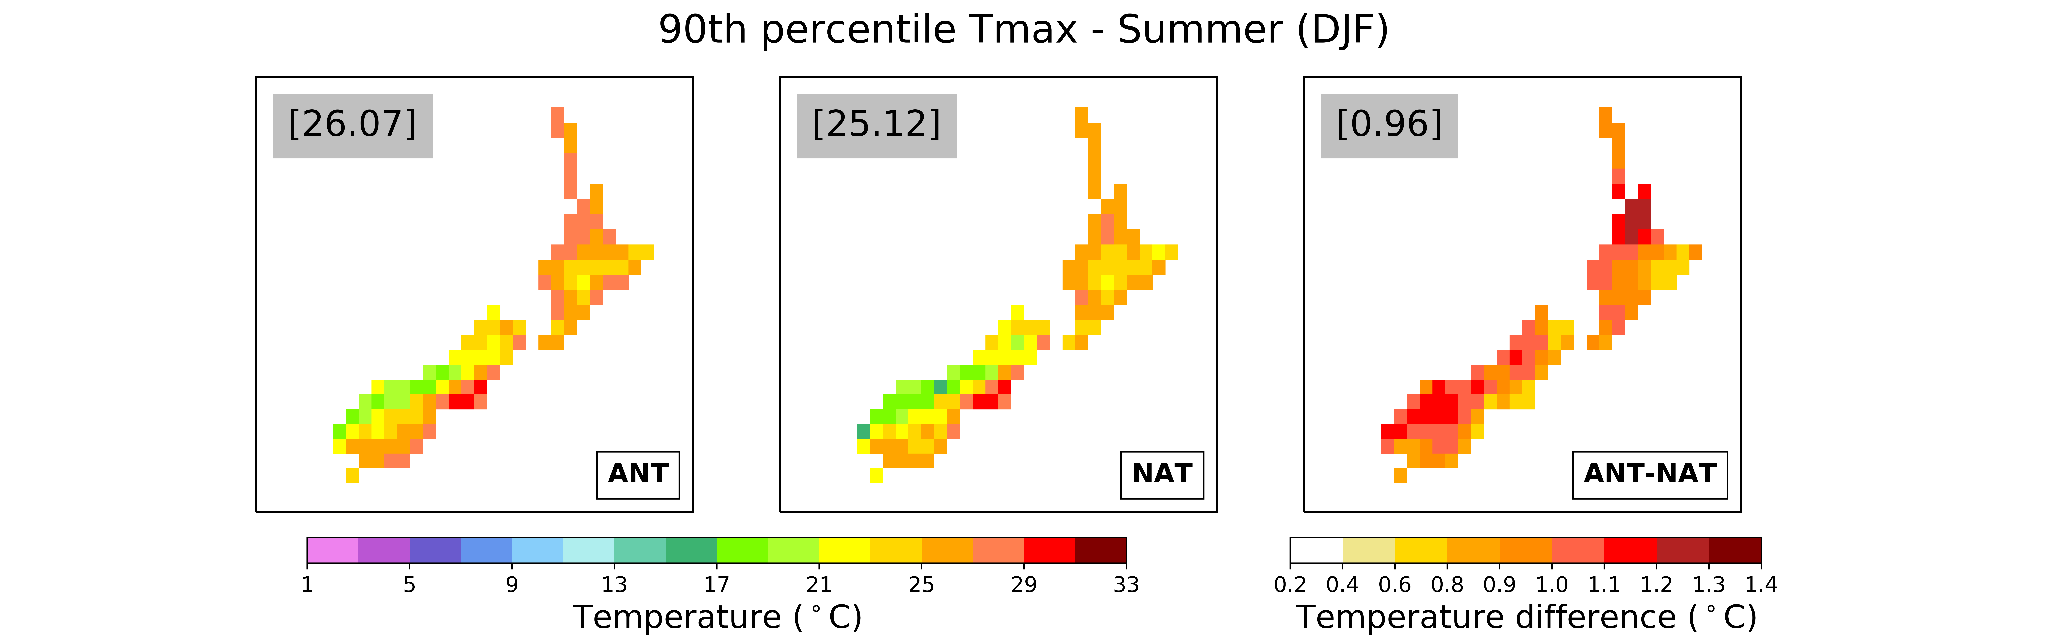 90th percentile Tmax - Summer (DJF)
[26.07]
[25.12]
[0.96]
ANT
NAT
ANT-NAT
1 5 9 13 17 21 25 29 33
0.2 0.4 0.6 0.8 0.9 1.0 1.1 1.2 1.3 1.4
Temperature (°C)
Temperature difference (°C)